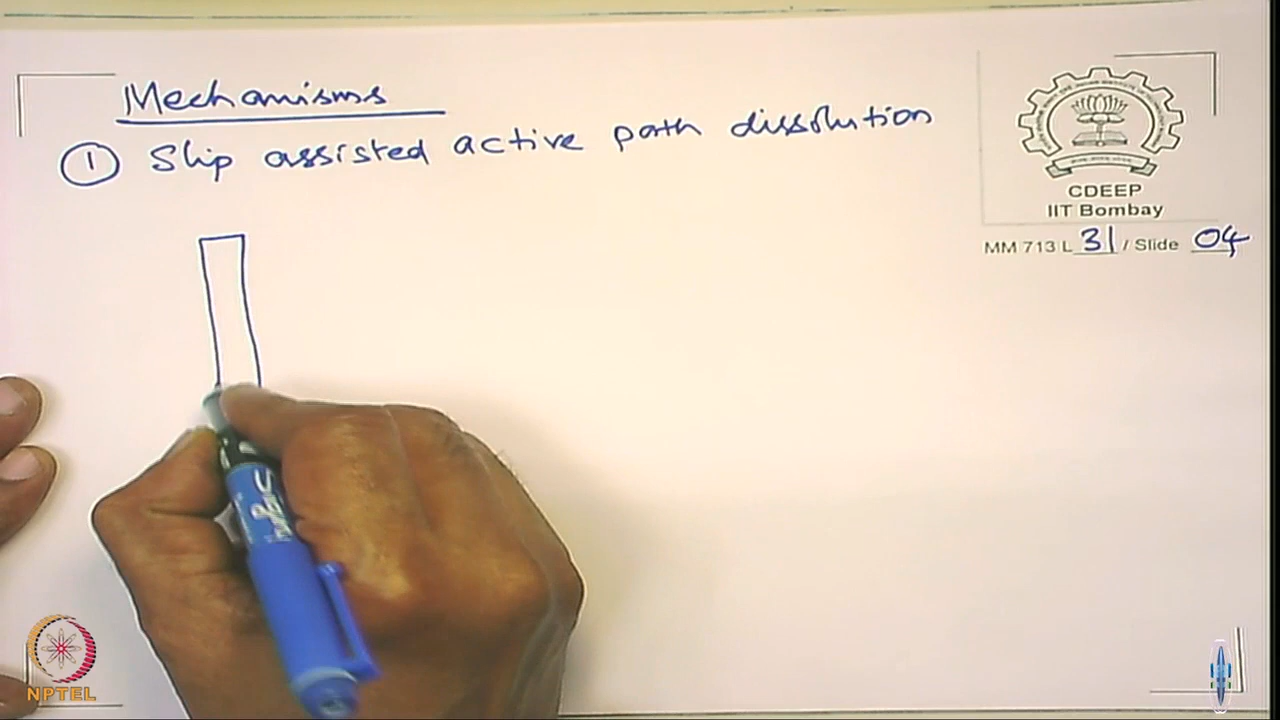 Mechanisms
① Slip assisted active path dissolution
CDEEP
IIT Bombay
MM 713 L 31 / Slide 04
NPTEL